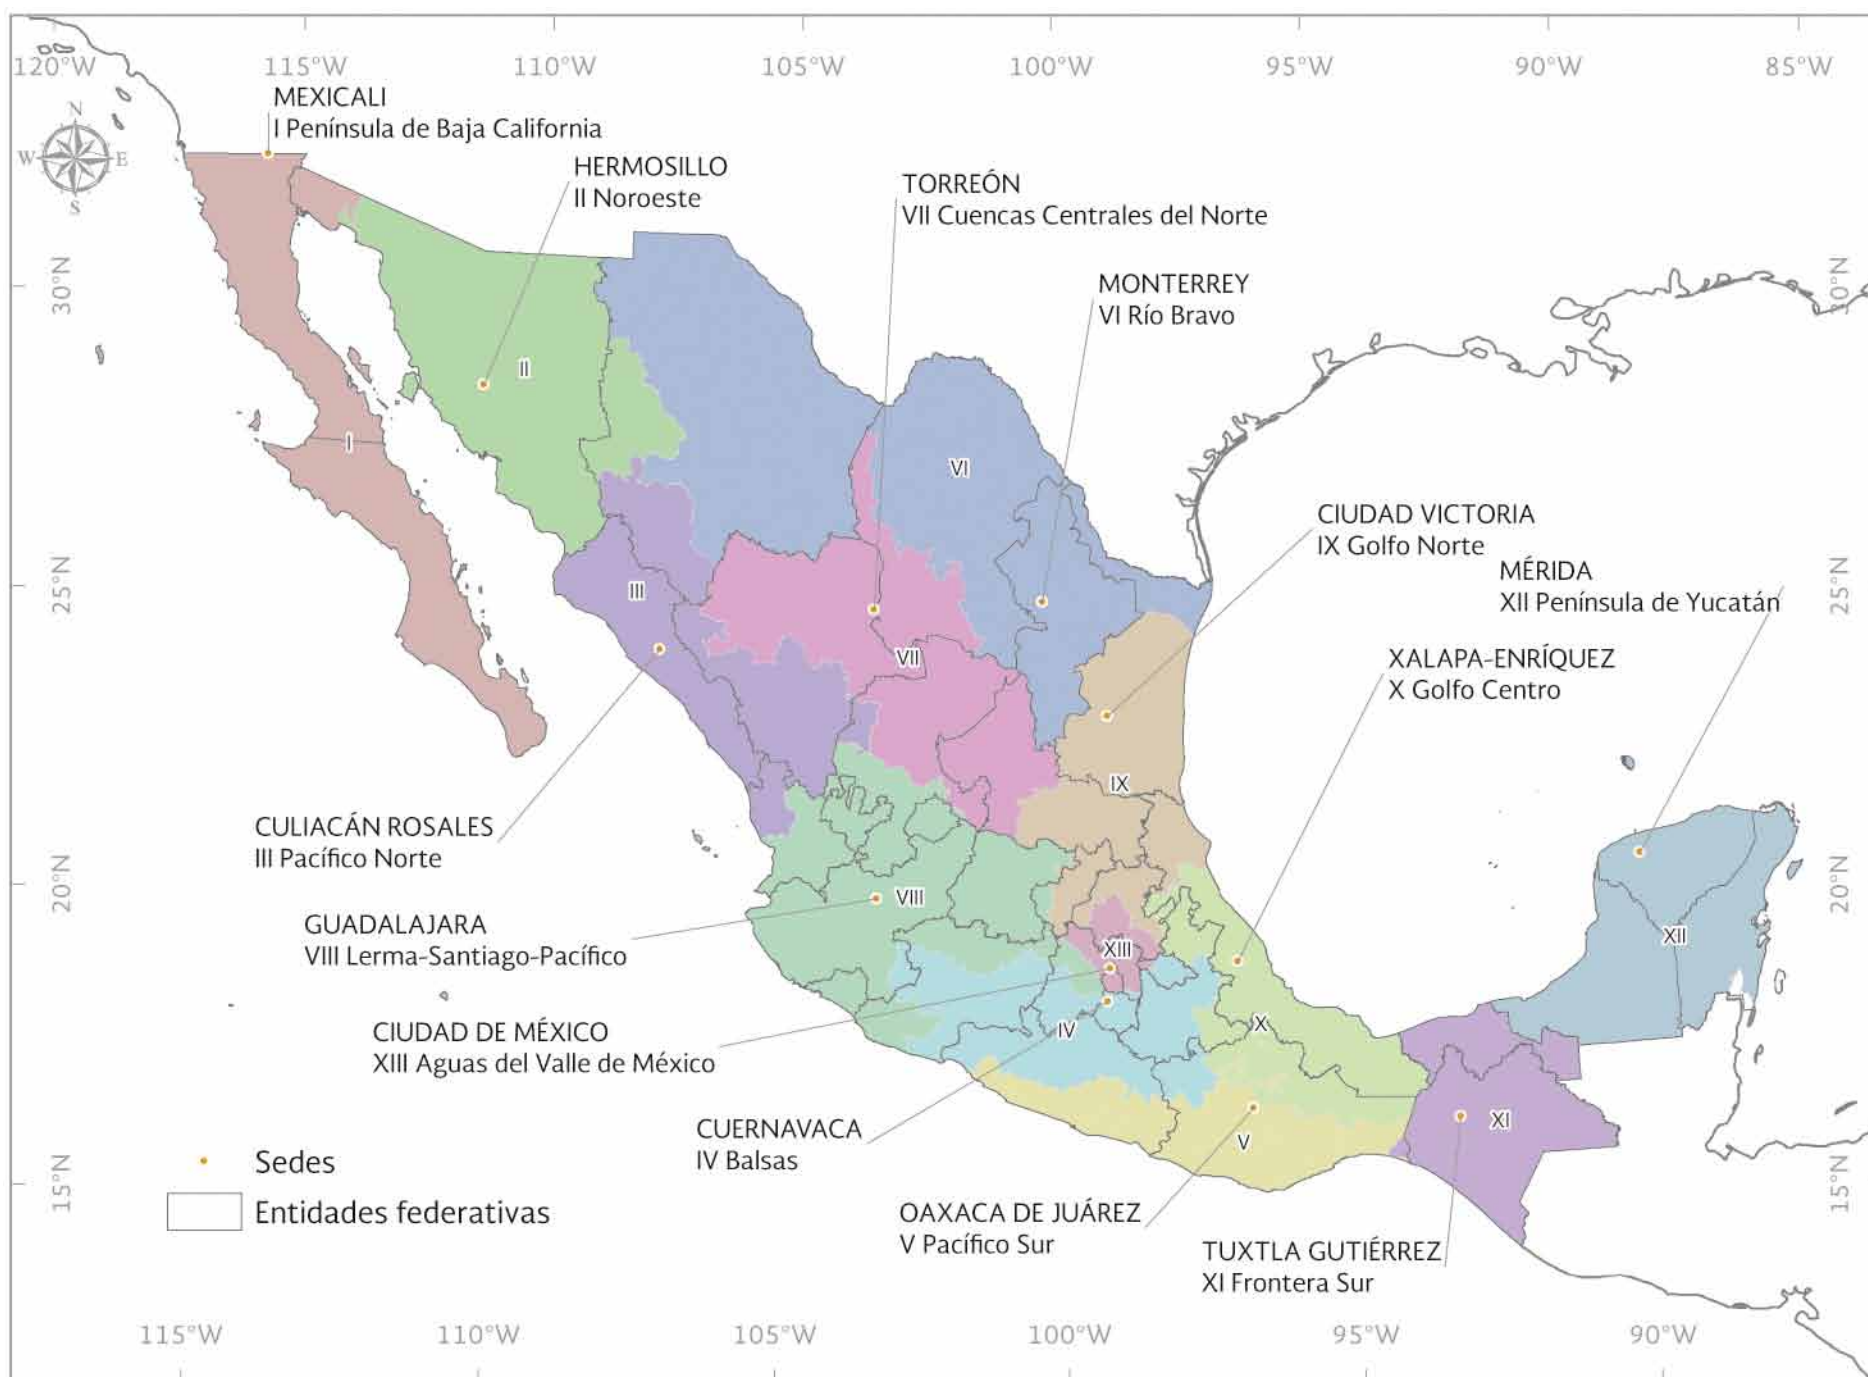 120°W 115°W 110°W 105°W 100°W 95°W 90°W 85°W
MEXICALI
I Península de Baja California
N
W E
S
HERMOSILLO
II Noroeste
TORREÓN
VII Cuencas Centrales del Norte
30°N
30°N
MONTERREY
VI Río Bravo
II
I
VI
CIUDAD VICTORIA
IX Golfo Norte
MÉRIDA
XII Península de Yucatán
25°N
25°N
III
VII
XALAPA-ENRÍQUEZ
X Golfo Centro
IX
CULIACÁN ROSALES
III Pacífico Norte
20°N
20°N
VIII
GUADALAJARA
VIII Lerma-Santiago-Pacífico
XIII
XII
CIUDAD DE MÉXICO
XIII Aguas del Valle de México
IV
X
CUERNAVACA
IV Balsas
V
XI
Sedes
Entidades federativas
15°N
15°N
OAXACA DE JUÁREZ
V Pacífico Sur
TUXTLA GUTIÉRREZ
XI Frontera Sur
115°W 110°W 105°W 100°W 95°W 90°W